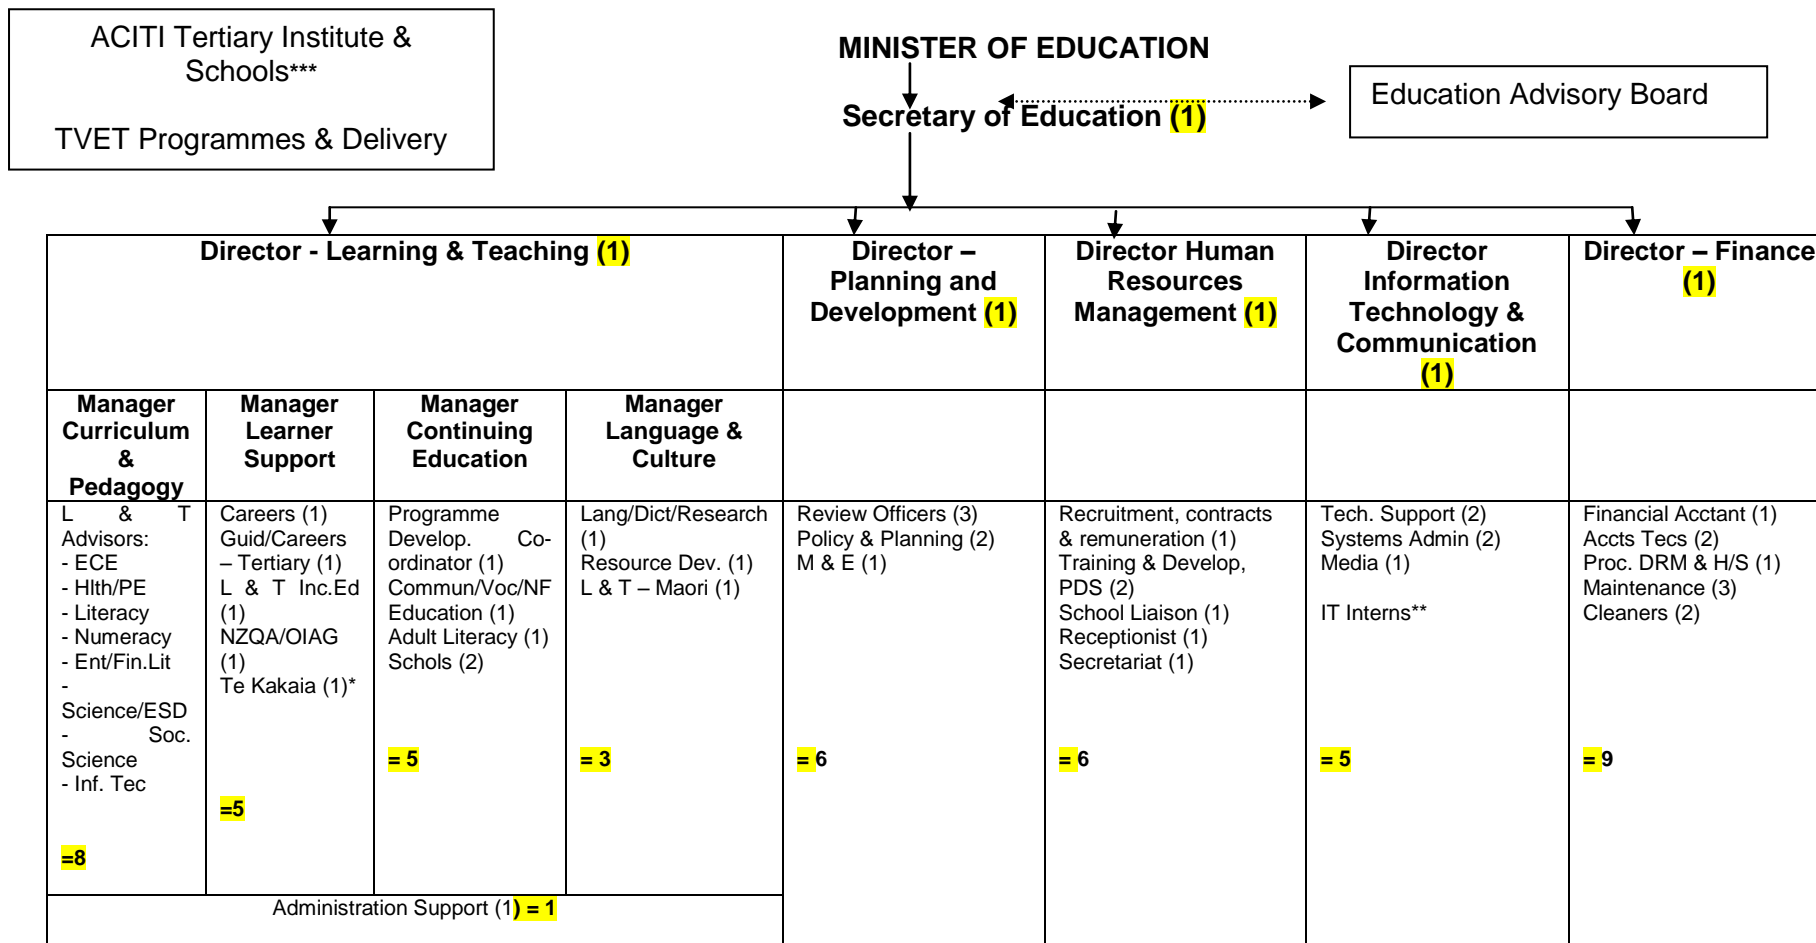 ACITI Tertiary Institute &
Schools***
TVET Programmes & Delivery
MINISTER OF EDUCATION
Secretary of Education (1)
Education Advisory Board
Director - Learning & Teaching (1)
Director –
Planning and
Development (1)
Director Human
Resources
Management (1)
Director
Information
Technology &
Communication
(1)
Director – Finance
(1)
Manager
Curriculum
&
Pedagogy
Manager
Learner
Support
Manager
Continuing
Education
Manager
Language &
Culture
L & T
Advisors:
- ECE
- Hlth/PE
- Literacy
- Numeracy
- Ent/Fin.Lit
-
Science/ESD
- Soc.
Science
- Inf. Tec
=8
Careers (1)
Guid/Careers
– Tertiary (1)
L & T Inc.Ed
(1)
NZQA/OIAG
(1)
Te Kakaia (1)*
=5
Programme
Develop. Co-
ordinator (1)
Commun/Voc/NF
Education (1)
Adult Literacy (1)
Schols (2)
= 5
Lang/Dict/Research
(1)
Resource Dev. (1)
L & T – Maori (1)
= 3
Review Officers (3)
Policy & Planning (2)
M & E (1)
= 6
Recruitment, contracts
& remuneration (1)
Training & Develop,
PDS (2)
School Liaison (1)
Receptionist (1)
Secretariat (1)
= 6
Tech. Support (2)
Systems Admin (2)
Media (1)
IT Interns**
= 5
Financial Acctant (1)
Accts Tecs (2)
Proc. DRM & H/S (1)
Maintenance (3)
Cleaners (2)
= 9
Administration Support (1) = 1